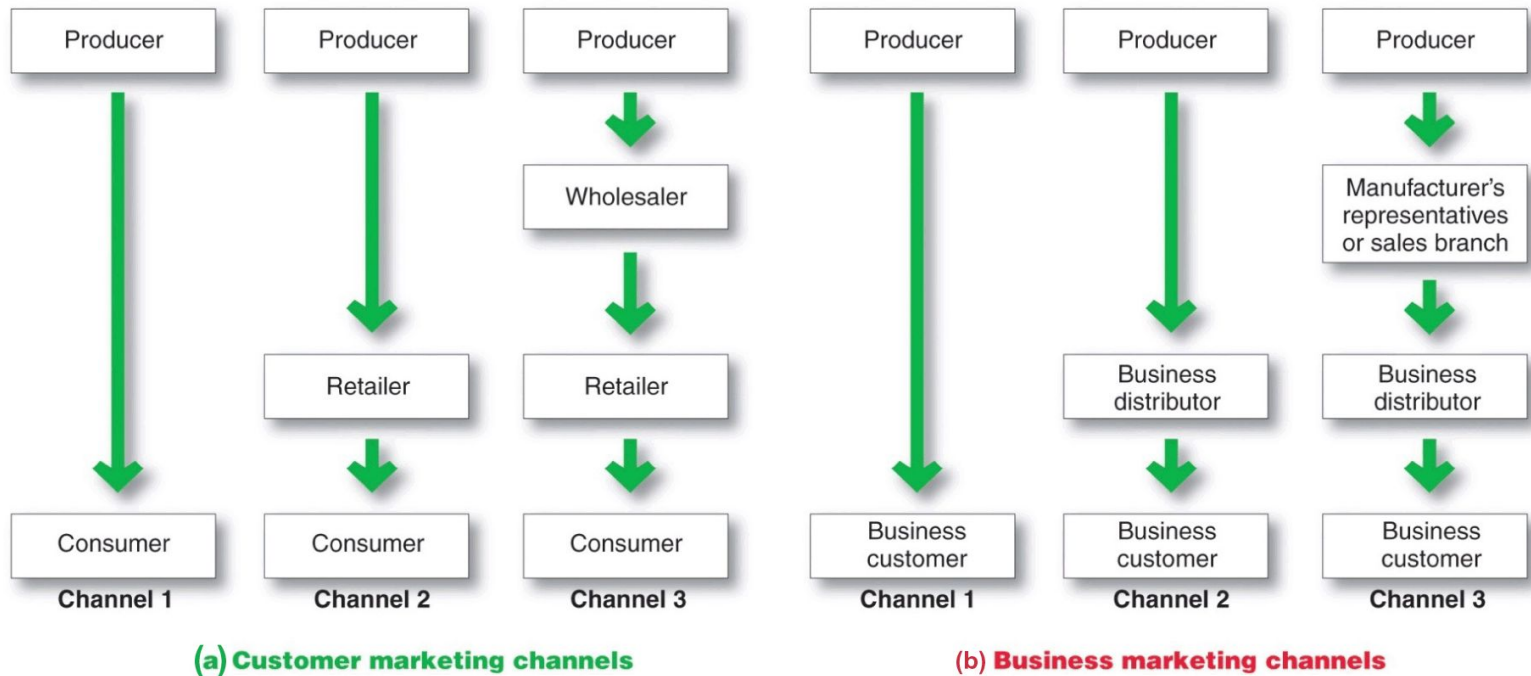 Producer
Producer
Producer
Wholesaler
Retailer
Retailer
Consumer
Consumer
Consumer
Channel 1
Channel 2
Channel 3
(a) Customer marketing channels
Producer
Producer
Producer
Manufacturer’s
representatives
or sales branch
Business
distributor
Business
distributor
Business
customer
Business
customer
Business
customer
Channel 1
Channel 2
Channel 3
(b) Business marketing channels